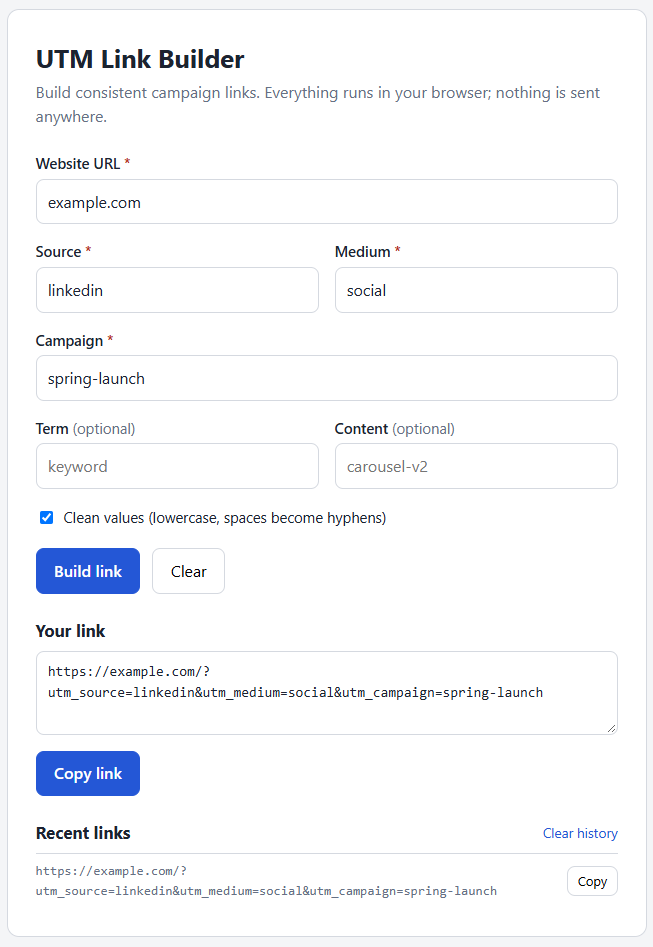 UTM Link Builder
Build consistent campaign links. Everything runs in your browser; nothing is sent
anywhere.
Website URL *
example.com
Source *
Medium *
linkedin
social
Campaign *
spring-launch
Term (optional)
Content (optional)
keyword
carousel-v2
Clean values (lowercase, spaces become hyphens)
Build link
Clear
Your link
https://example.com/?
utm_source=linkedin&utm_medium=social&utm_campaign=spring-launch
Copy link
Recent links
Clear history
https://example.com/?
utm_source=linkedin&utm_medium=social&utm_campaign=spring-launch
Copy